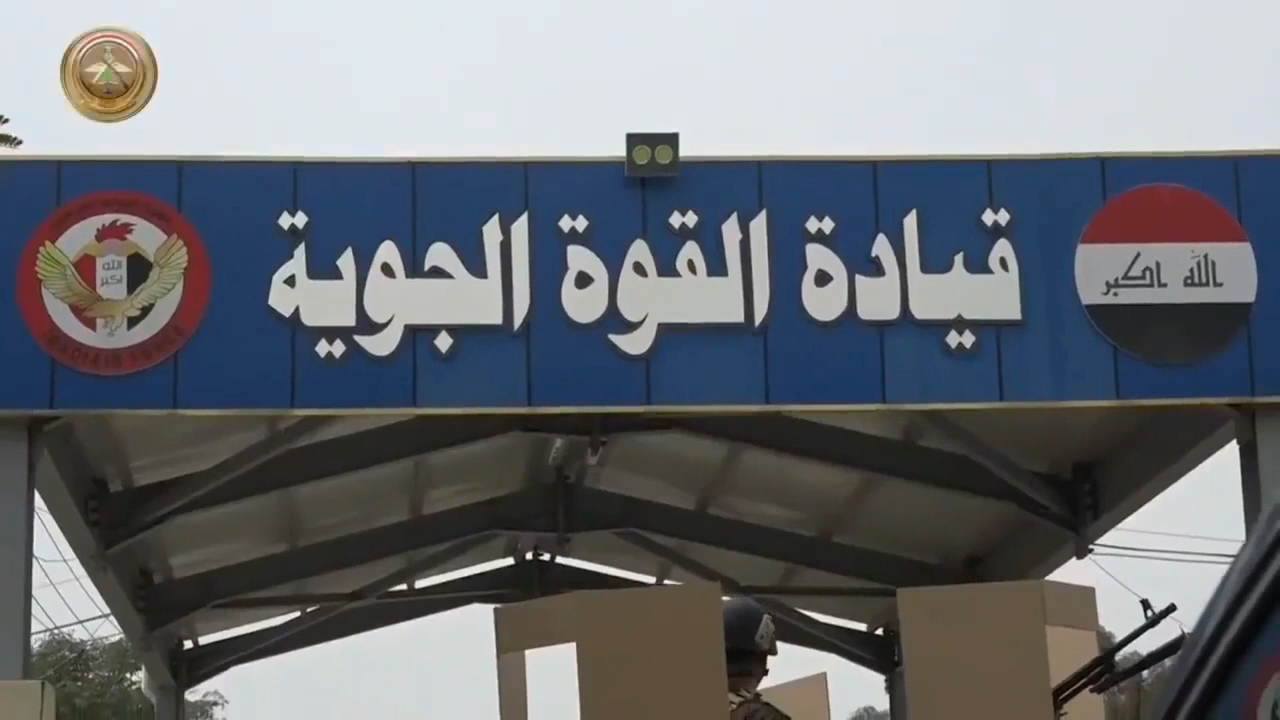 قيادة القوة الجوية
الله اكبر
الله
اكبر